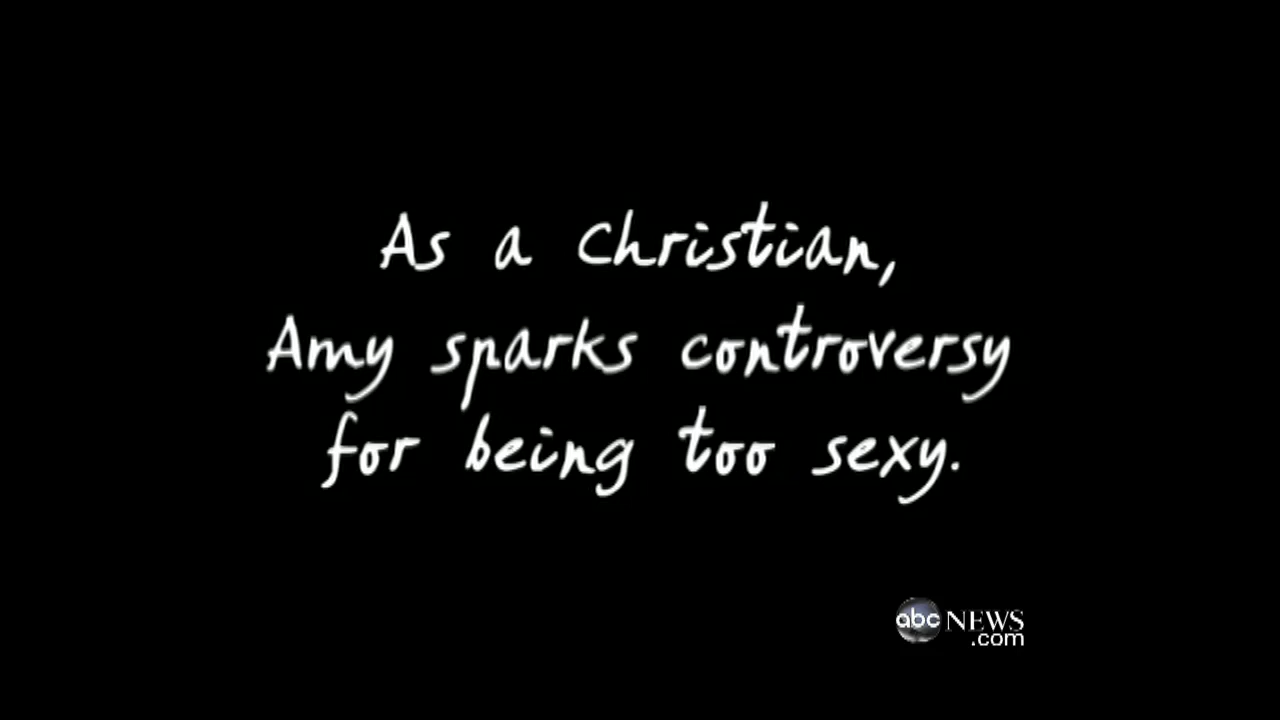 As a Christian,
Amy sparks controversy
for being too sexy.
abc NEWS
.com